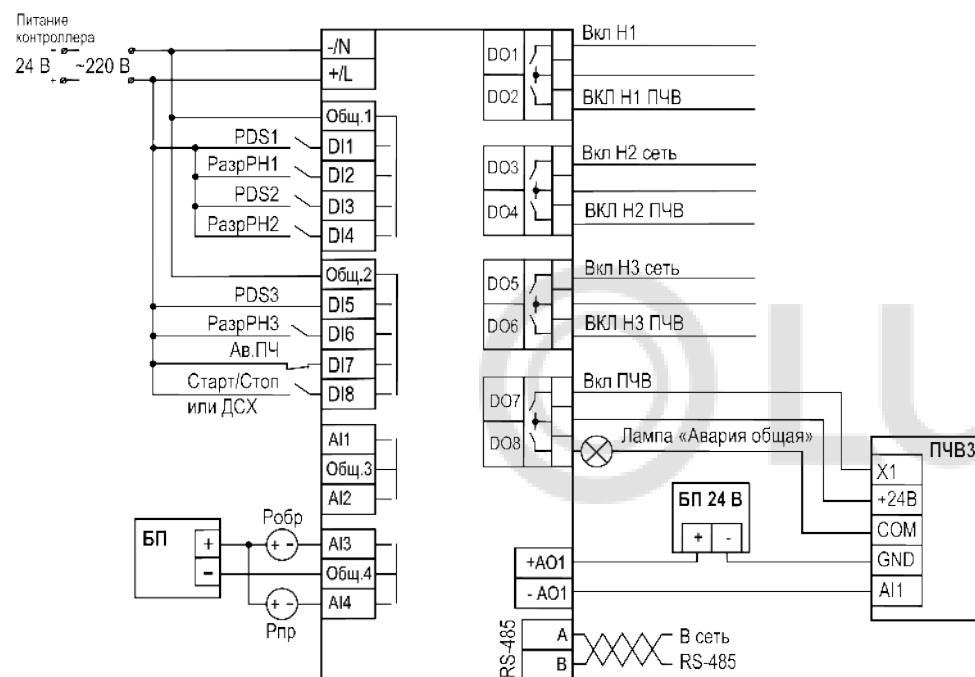 Питание
контроллера
24 В
~220 В
-/N
+/L
Общ.1
PDS1
DI1
РазрРН1
DI2
PDS2
DI3
РазрРН2
DI4
Общ.2
PDS3
DI5
РазрРН3
DI6
Ав.ПЧ
DI7
Старт/Стоп
или ДСХ
DI8
AI1
Общ.3
AI2
БП
+
-
Робр
+ -
AI3
Общ.4
AI4
+ -
Рпр
DO1
Вкл Н1
DO2
ВКЛ Н1 ПЧВ
DO3
Вкл Н2 сеть
DO4
ВКЛ Н2 ПЧВ
DO5
Вкл Н3 сеть
DO6
ВКЛ Н3 ПЧВ
DO7
Вкл ПЧВ
DO8
Лампа «Авария общая»
ПЧВ3
X1
+24В
COM
GND
AI1
БП 24 В
+ -
+AO1
- AO1
RS-485
A
B
В сеть
RS-485